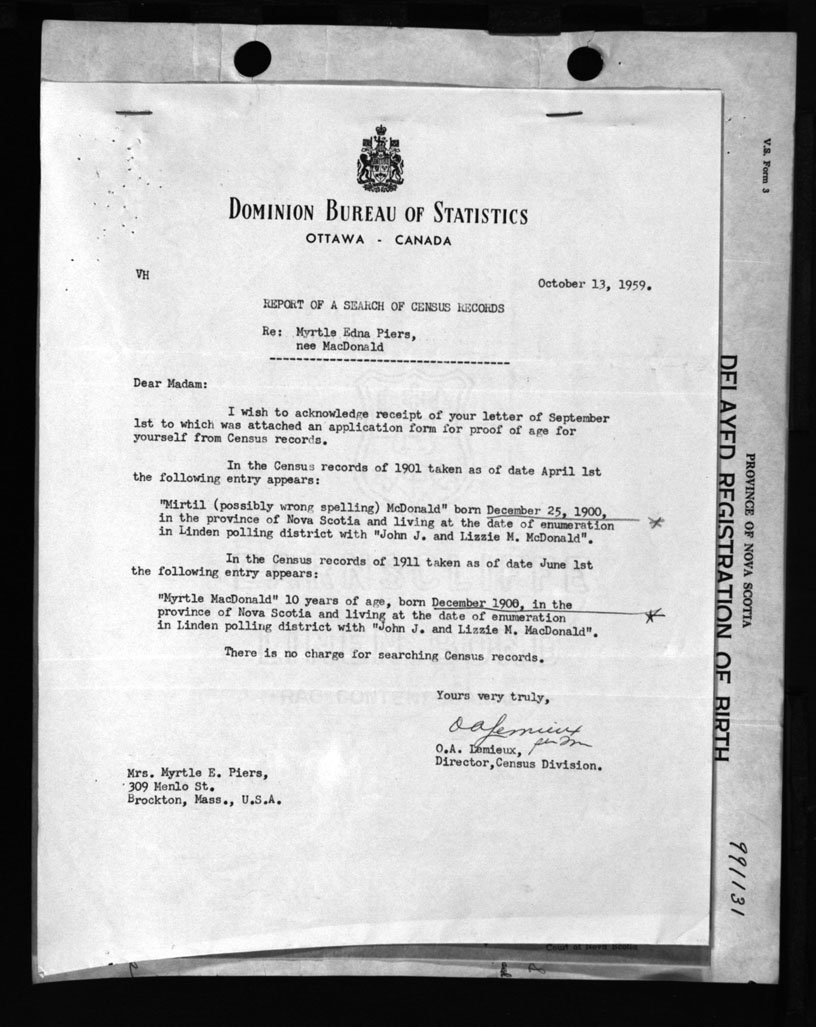 DOMINION BUREAU OF STATISTICS
OTTAWA - CANADA
VH
October 13, 1959.
REPORT OF A SEARCH OF CENSUS RECORDS
Re: Myrtle Edna Piers,
nee MacDonald
Dear Madam:
I wish to acknowledge receipt of your letter of September
1st to which was attached an application form for proof of age for
yourself from Census records.
In the Census records of 1901 taken as of date April 1st
the following entry appears:
"Mirtil (possibly wrong spelling) McDonald" born December 25, 1900,
in the province of Nova Scotia and living at the date of enumeration
in Linden polling district with "John J. and Lizzie M. McDonald".
In the Census records of 1911 taken as of date June 1st
the following entry appears:
"Myrtle MacDonald" 10 years of age, born December 1900, in the
province of Nova Scotia and living at the date of enumeration
in Linden polling district with "John J. and Lizzie M. MacDonald".
There is no charge for searching Census records.
Yours very truly,
O A Lemieux
O.A. Lemieux,
Director,Census Division.
Mrs. Myrtle E. Piers,
309 Menlo St.
Brockton, Mass., U.S.A.
V.S. Form 3
PROVINCE OF NOVA SCOTIA
DELAYED REGISTRATION OF BIRTH
991131